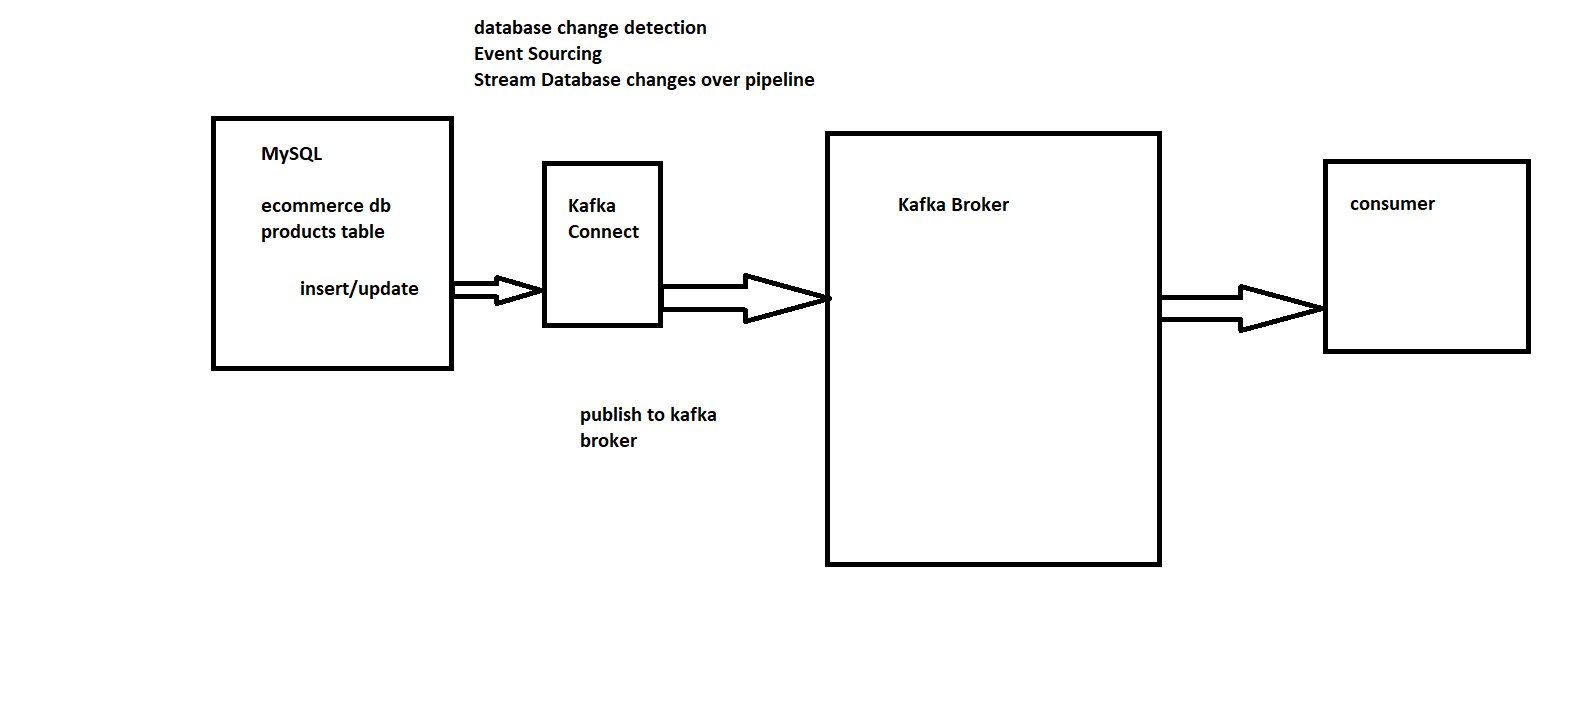 database change detection
Event Sourcing
Stream Database changes over pipeline
MySQL
ecommerce db
products table
insert/update
Kafka
Connect
publish to kafka
broker
Kafka Broker
consumer